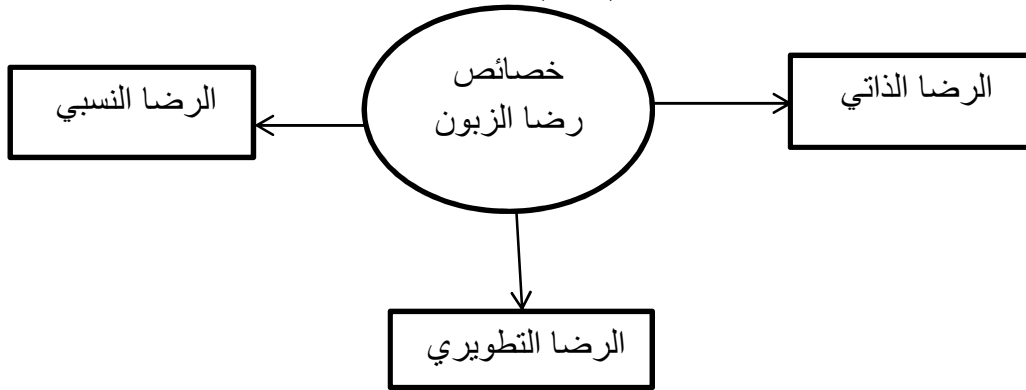 خصائص
رضا الزبون
الرضا الذاتي
الرضا النسبي
الرضا التطويري